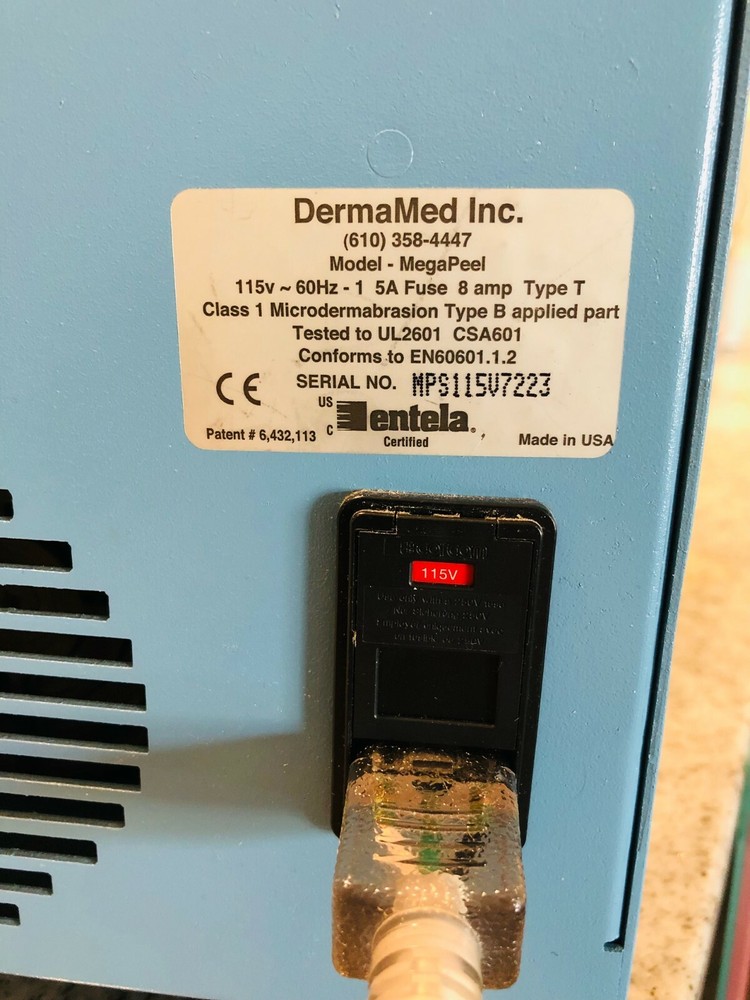 DermaMed Inc.
(610) 358-4447
Model - MegaPeel
115v ~ 60Hz - 1 5A Fuse 8 amp Type T
Class 1 Microdermabrasion Type B applied part
Tested to UL2601 CSA601
Conforms to EN60601.1.2
CE SERIAL NO. MPS115V7223
US
C entela®
Patent # 6,432,113 Certified Made in USA
115V